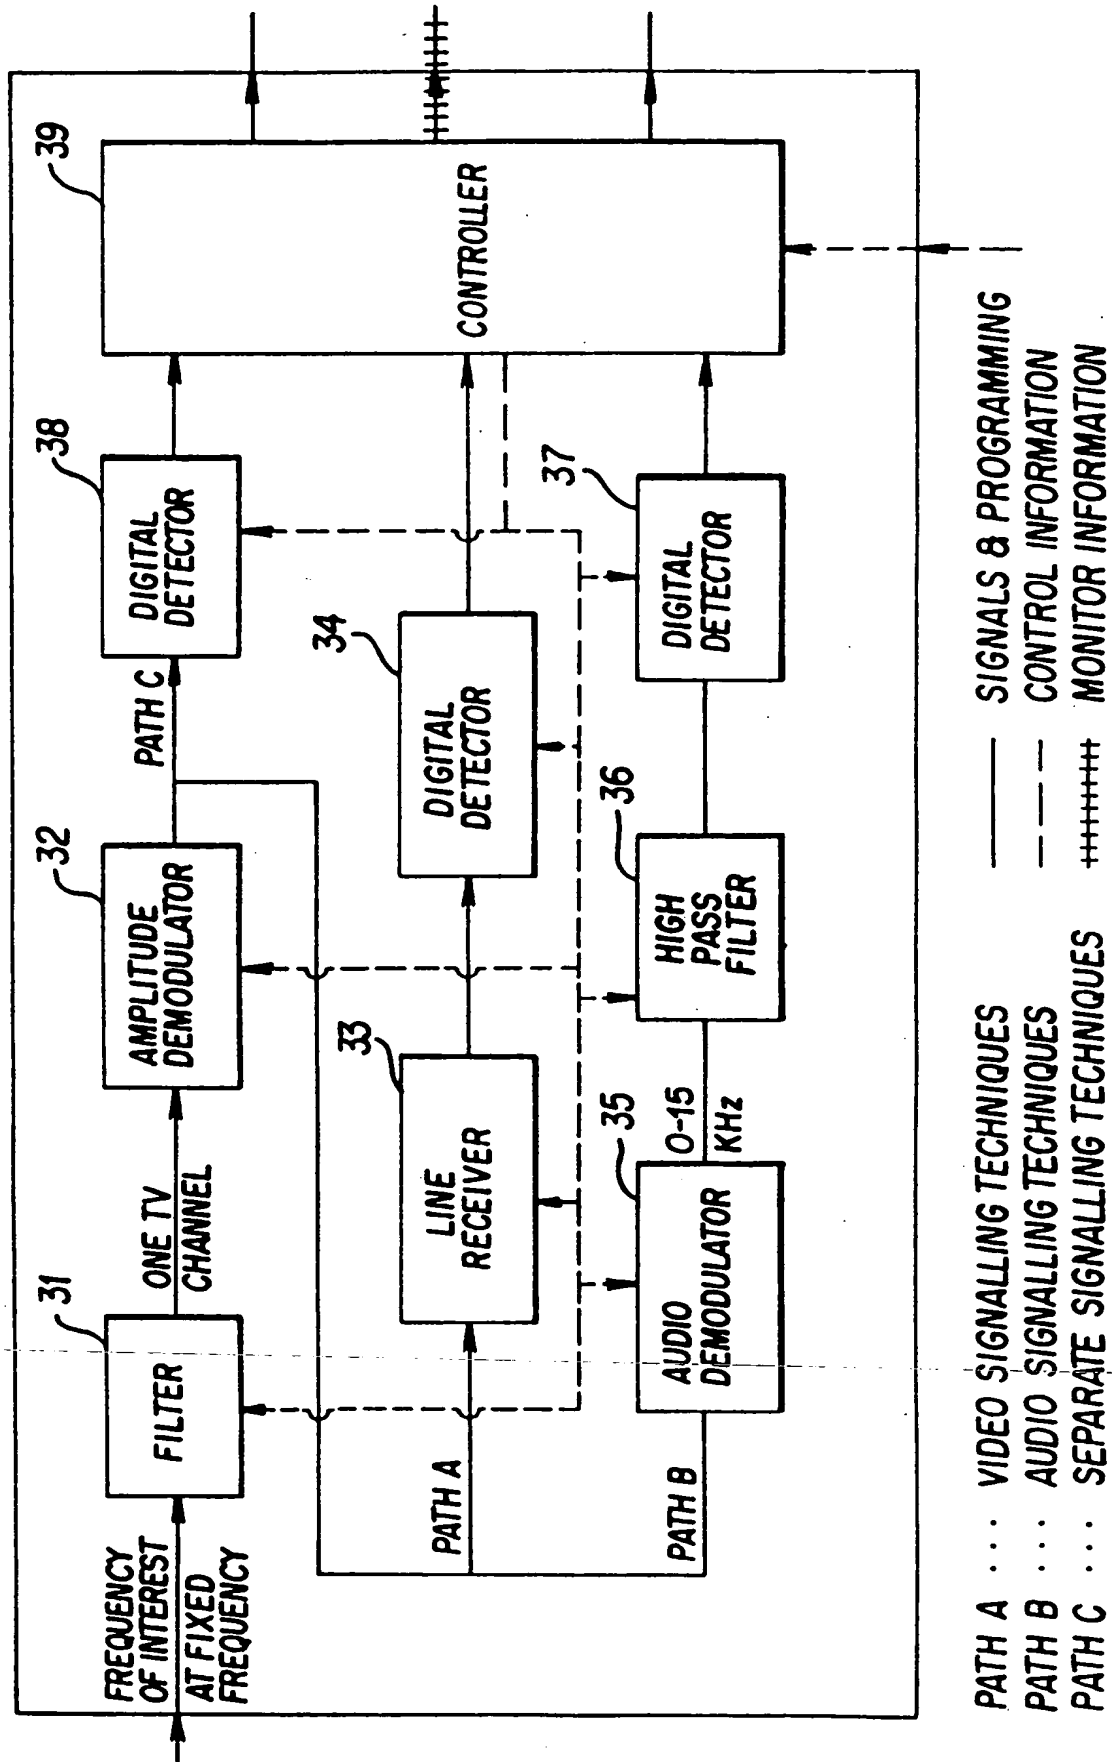 FREQUENCY
OF INTEREST
AT FIXED
FREQUENCY
31
FILTER
ONE TV
CHANNEL
32
AMPLITUDE
DEMODULATOR
PATH C
38
DIGITAL
DETECTOR
39
CONTROLLER
PATH A
33
LINE
RECEIVER
34
DIGITAL
DETECTOR
PATH B
35
AUDIO
DEMODULATOR
0-15
KHz
36
HIGH
PASS
FILTER
37
DIGITAL
DETECTOR
PATH A ... VIDEO SIGNALLING TECHNIQUES
PATH B ... AUDIO SIGNALLING TECHNIQUES
PATH C ... SEPARATE SIGNALLING TECHNIQUES
SIGNALS & PROGRAMMING
CONTROL INFORMATION
MONITOR INFORMATION